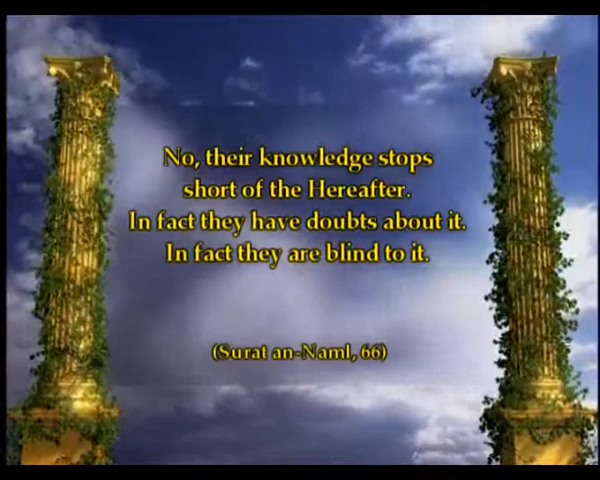 No, their knowledge stops
short of the Hereafter.
In fact they have doubts about it.
In fact they are blind to it.
(Surat an-Naml, 66)